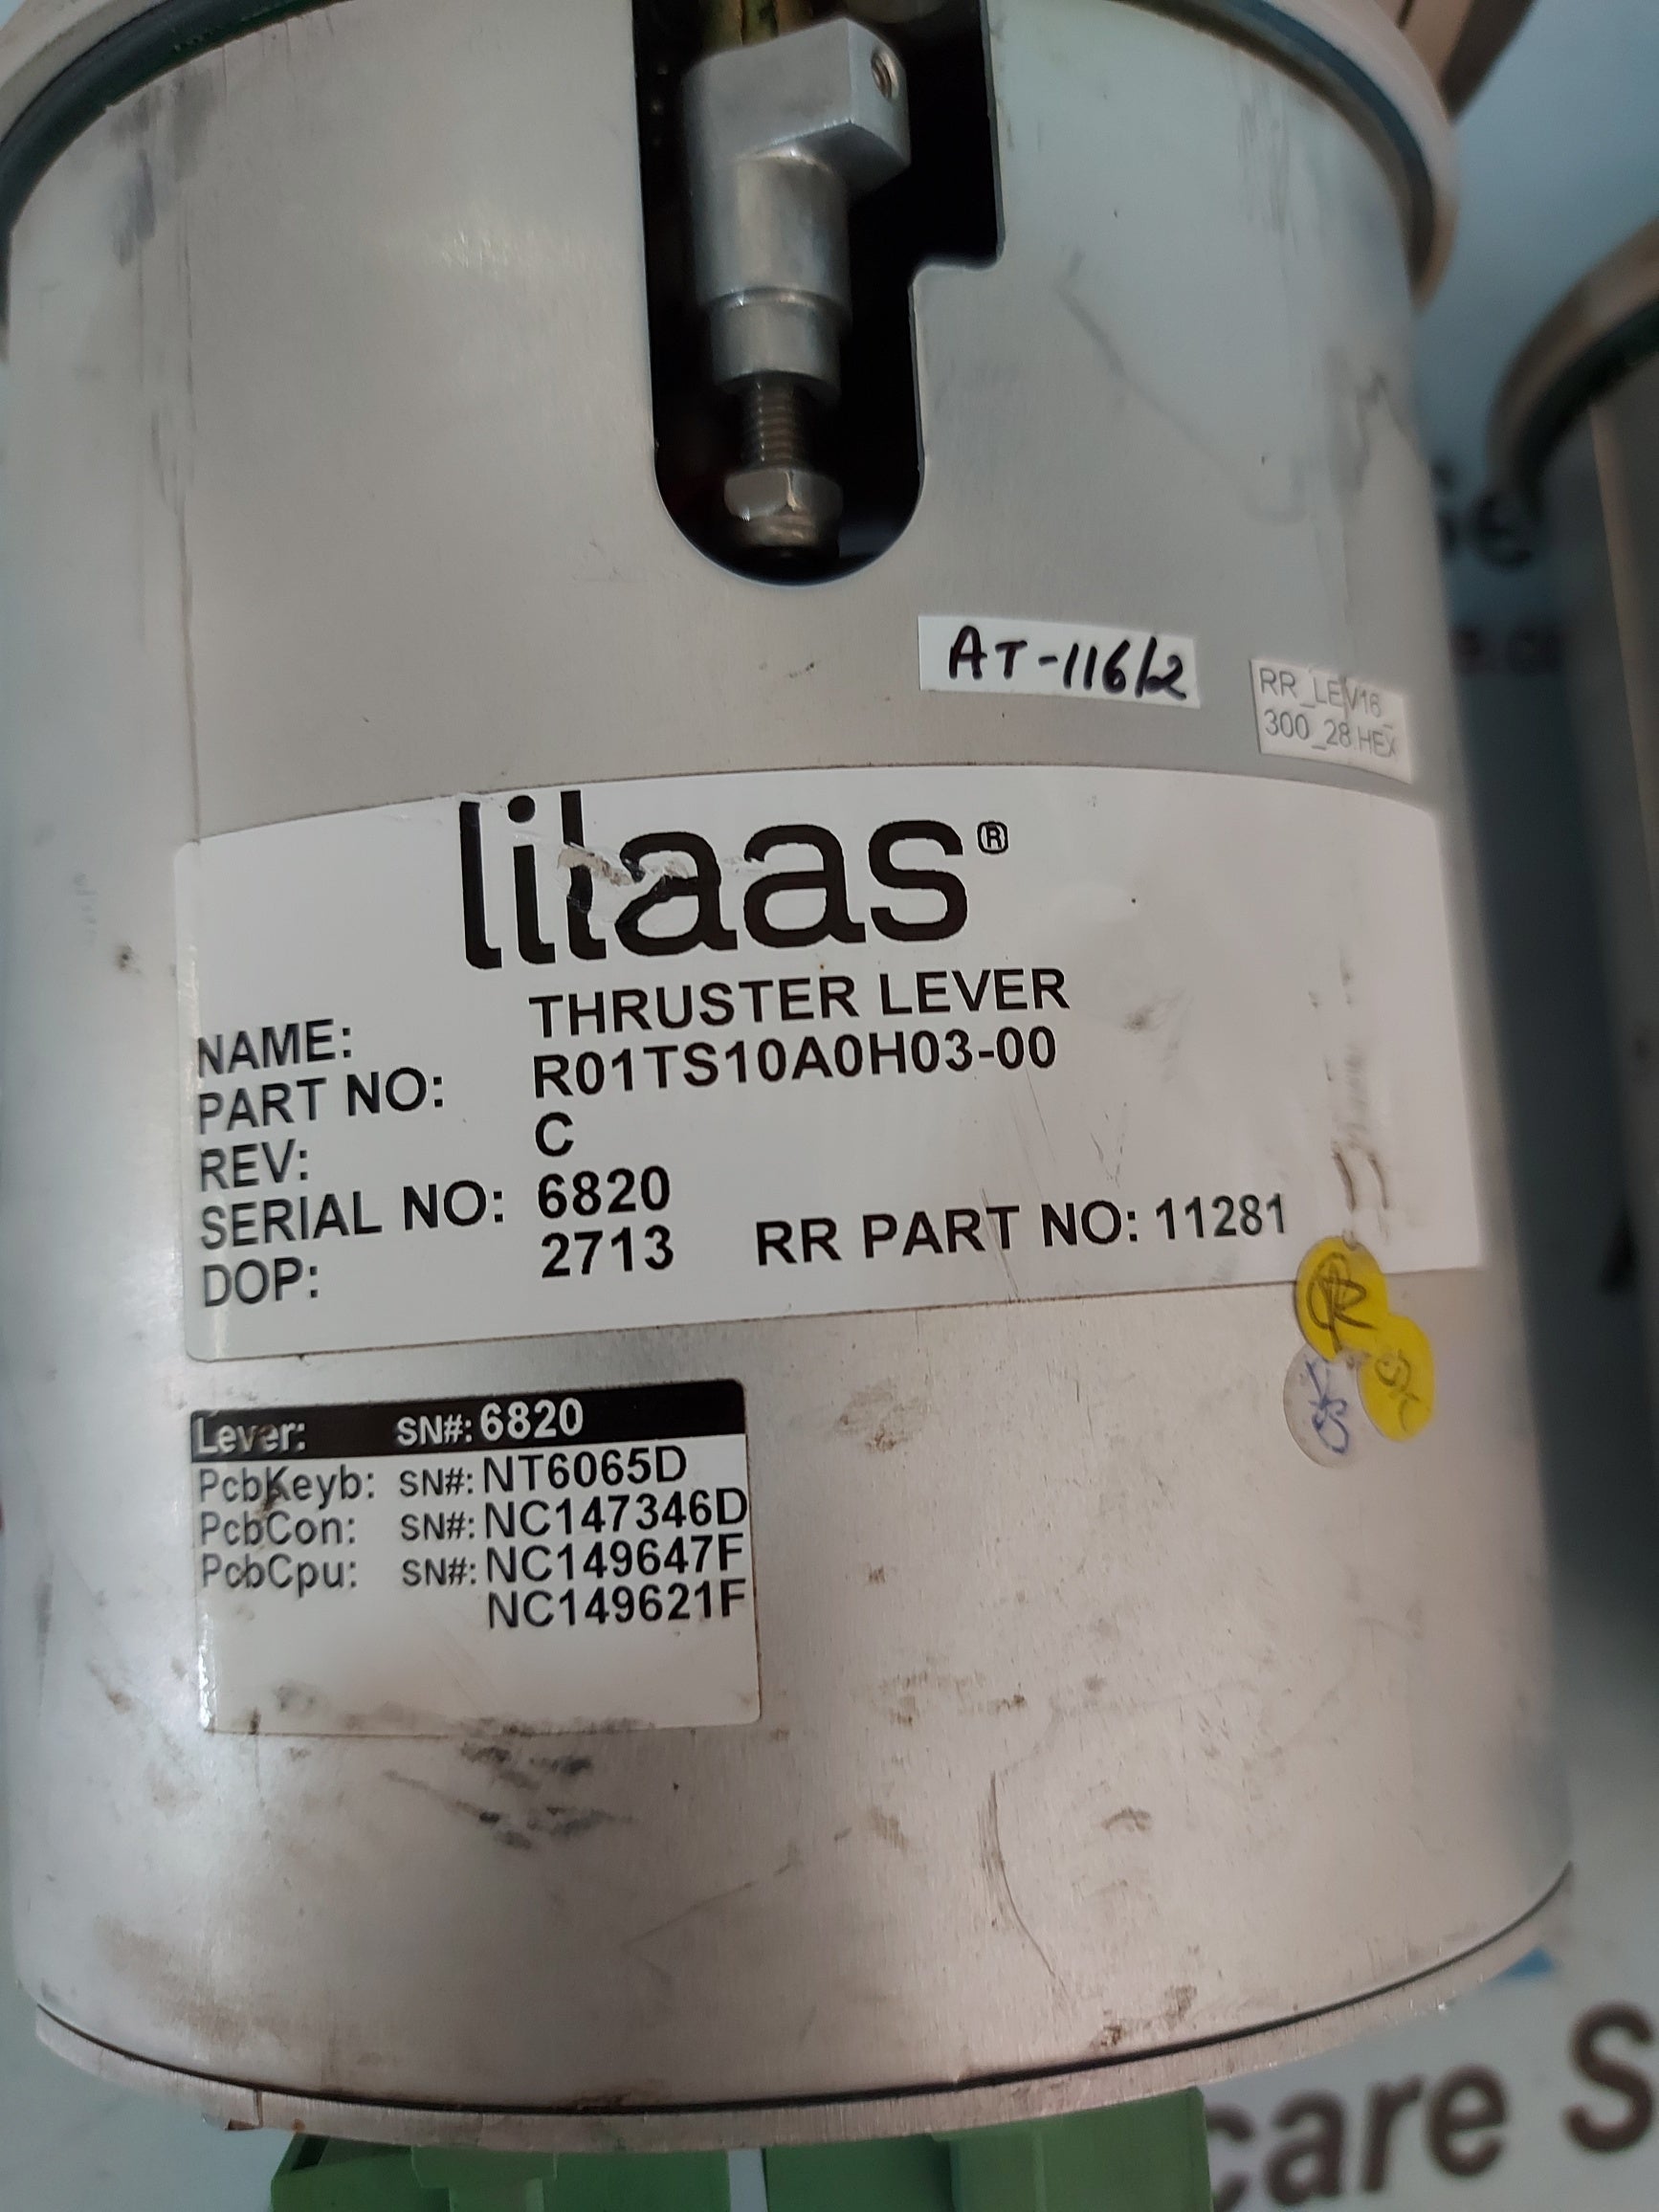 AT-116/2
RR_LEV16_
300_28.HEX
lilaas®
NAME: THRUSTER LEVER
PART NO: R01TS10A0H03-00
REV: C
SERIAL NO: 6820
DOP: 2713 RR PART NO: 11281
Lever: SN#: 6820
PcbKeyb: SN#: NT6065D
PcbCon: SN#: NC147346D
PcbCpu: SN#: NC149647F
NC149621F
care S